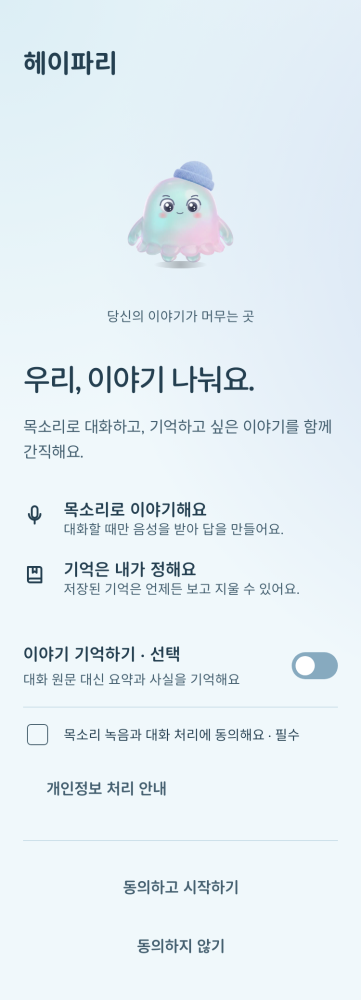 헤이파리
당신의 이야기가 머무는 곳
우리, 이야기 나눠요.
목소리로 대화하고, 기억하고 싶은 이야기를 함께
간직해요.
목소리로 이야기해요
대화할 때만 음성을 받아 답을 만들어요.
기억은 내가 정해요
저장된 기억은 언제든 보고 지울 수 있어요.
이야기 기억하기 · 선택
대화 원문 대신 요약과 사실을 기억해요
목소리 녹음과 대화 처리에 동의해요 · 필수
개인정보 처리 안내
동의하고 시작하기
동의하지 않기